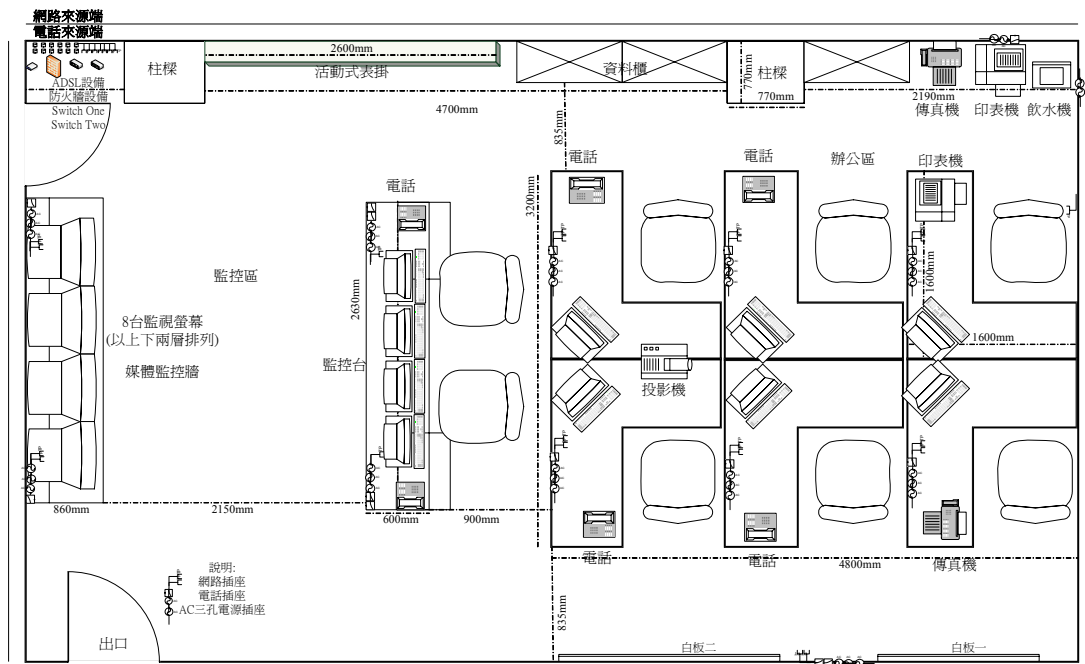 網路來源端
電話來源端
2600mm
活動式表掛
柱樑
資料櫃
柱樑
770mm
770mm
2190mm
傳真機
印表機
飲水機
ADSL設備
防火牆設備
Switch One
Switch Two
4700mm
835mm
電話
電話
電話
辦公區
印表機
3200mm
監控區
2630mm
1600mm
1600mm
8台監視螢幕
(以上下兩層排列)
媒體監控牆
監控台
投影機
860mm
2150mm
600mm
900mm
電話
電話
4800mm
傳真機
說明:
網路插座
電話插座
AC三孔電源插座
835mm
出口
白板二
白板一